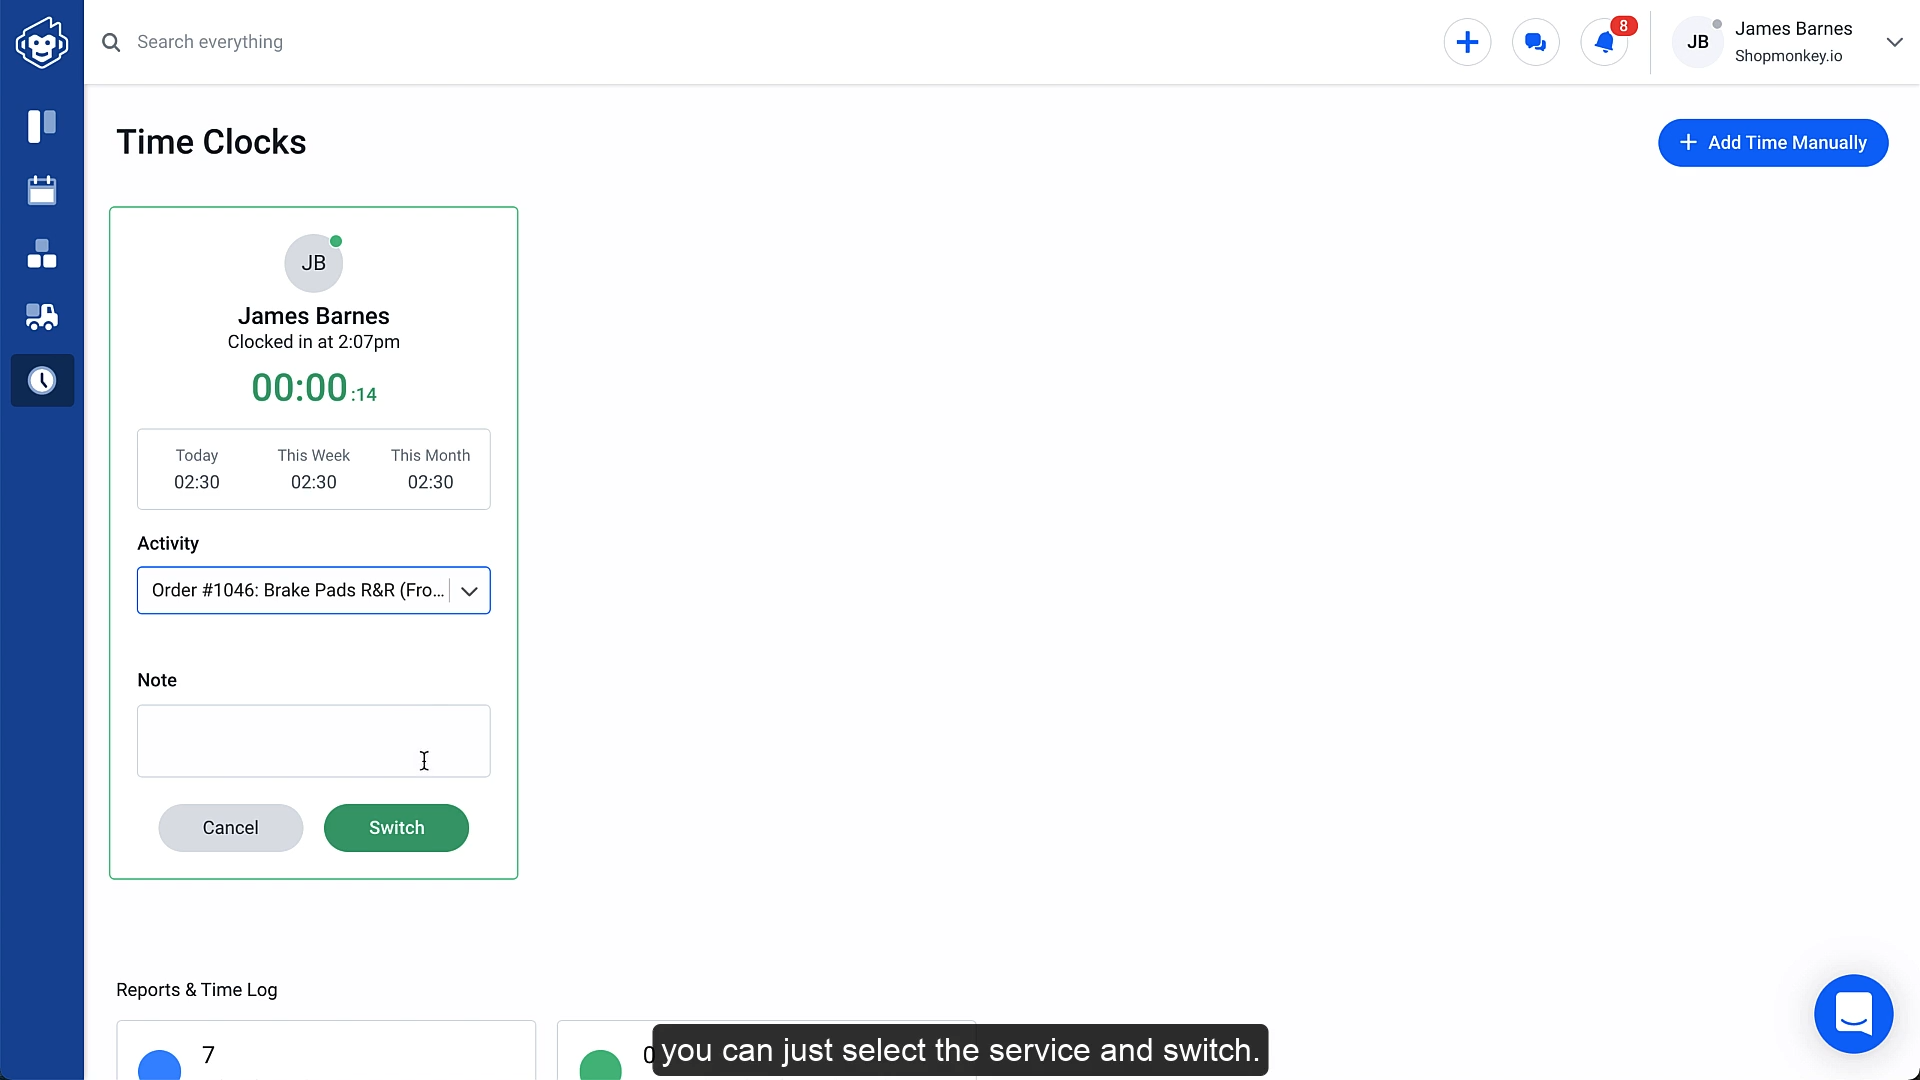 Search everything
8
JB
James Barnes
Shopmonkey.io
Time Clocks
+ Add Time Manually
JB
James Barnes
Clocked in at 2:07pm
00:00:14
Today This Week This Month
02:30 02:30 02:30
Activity
Order #1046: Brake Pads R&R (Fro...
Note
Cancel Switch
Reports & Time Log
7
0
you can just select the service and switch.